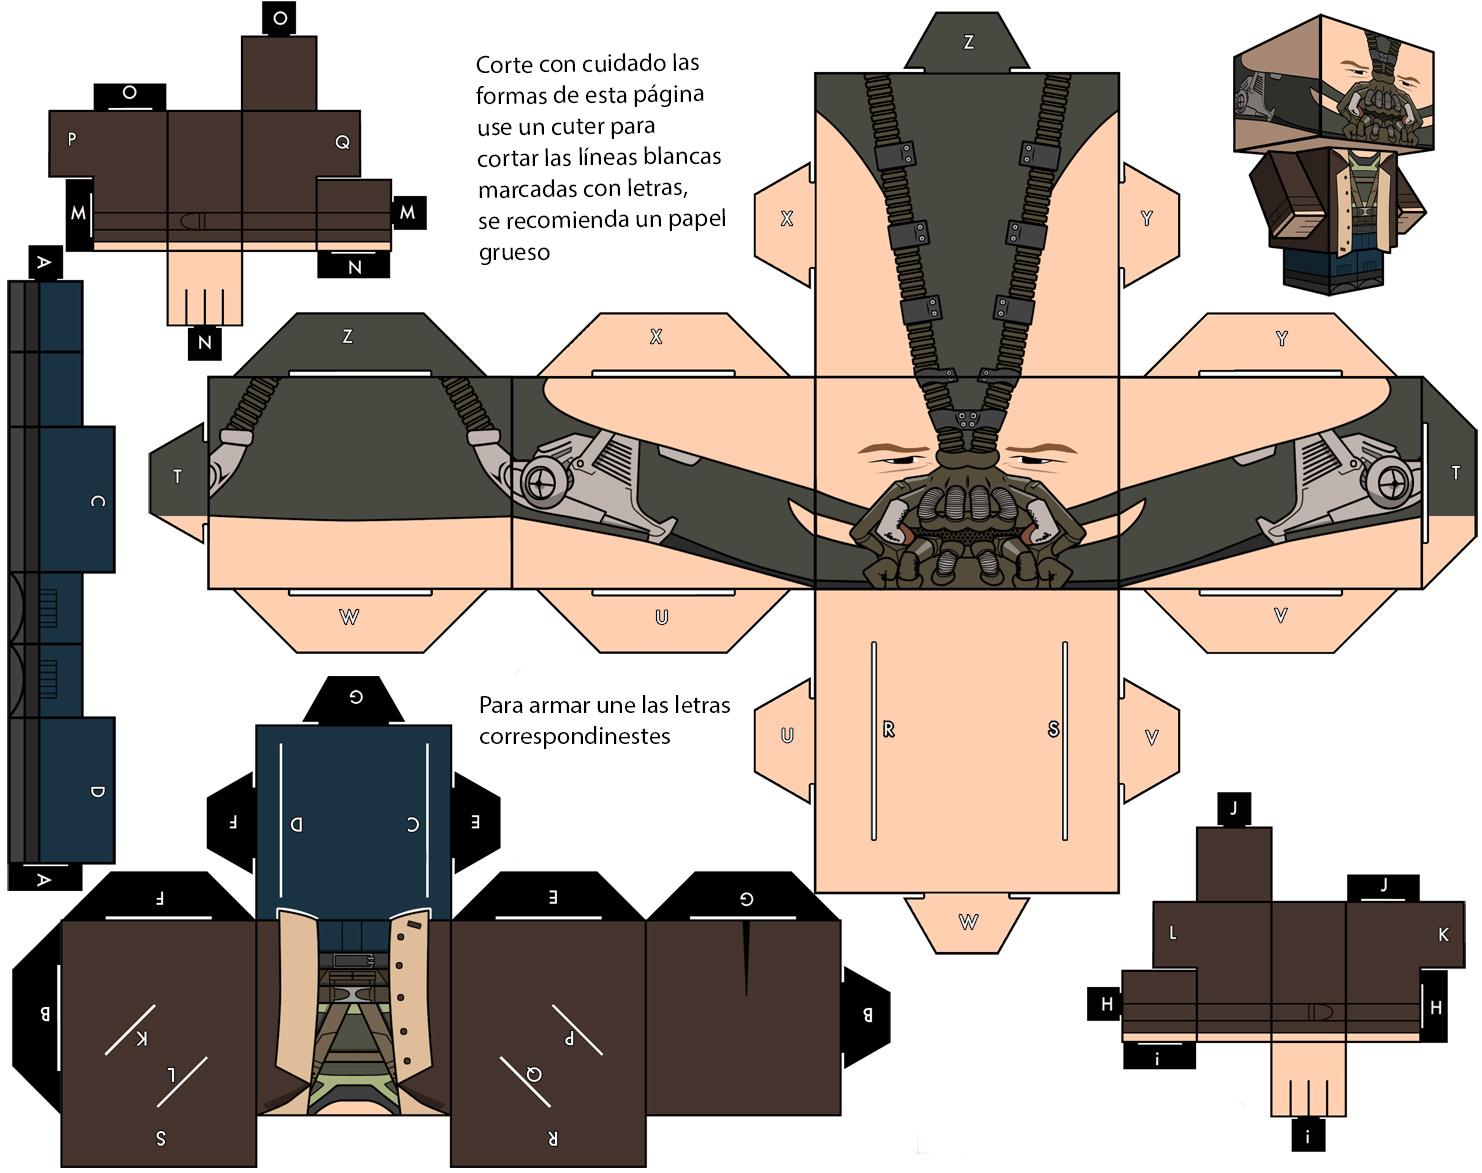 O
O
P
Q
M
M
N
N
Corte con cuidado las
formas de esta página
use un cuter para
cortar las líneas blancas
marcadas con letras,
se recomienda un papel
grueso
Z
X
Y
A
C
D
A
Z
X
Y
T
T
W
U
V
Para armar une las letras
correspondinestes
U
R
S
V
W
G
F
D
C
E
F
E
G
B
K
L
P
Q
B
S
R
J
J
L
K
H
H
i
i